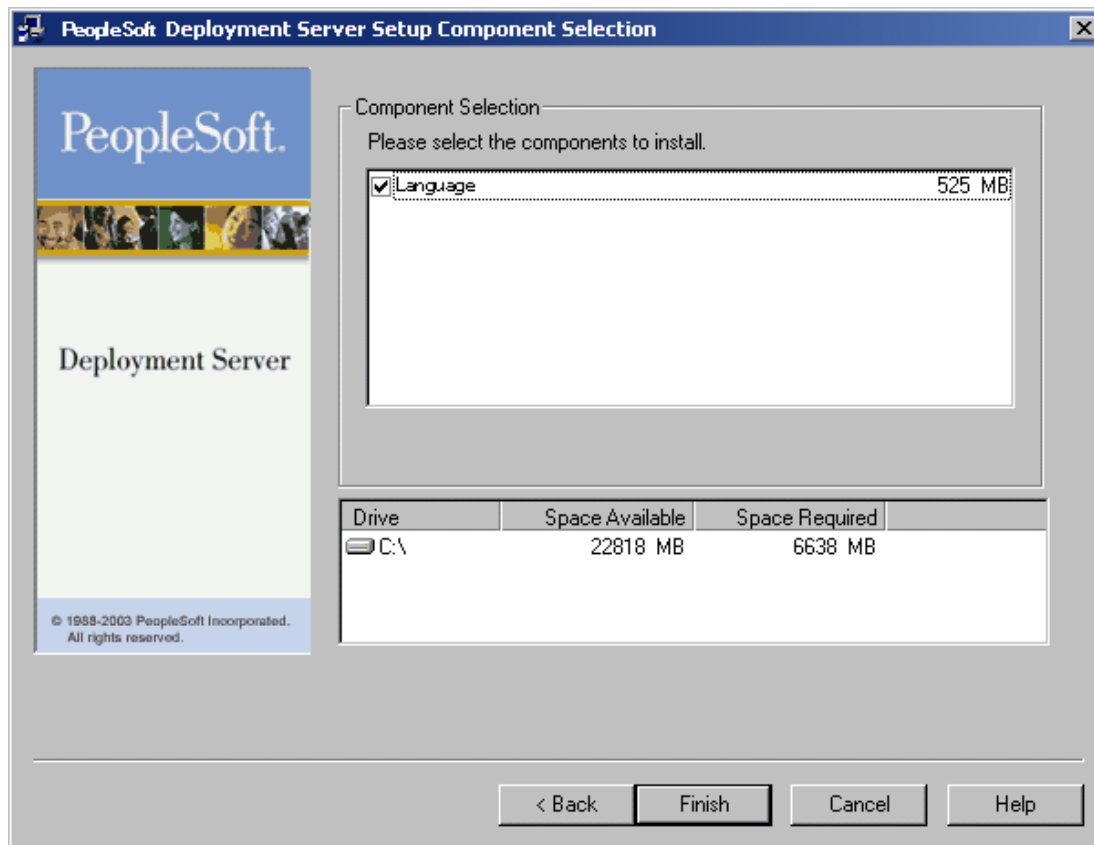 PeopleSoft Deployment Server Setup Component Selection
PeopleSoft.
Deployment Server
© 1988-2003 PeopleSoft Incorporated.
All rights reserved.
Component Selection
Please select the components to install.
Language 525 MB
Drive Space Available Space Required
C:\ 22818 MB 6638 MB
< Back Finish Cancel Help